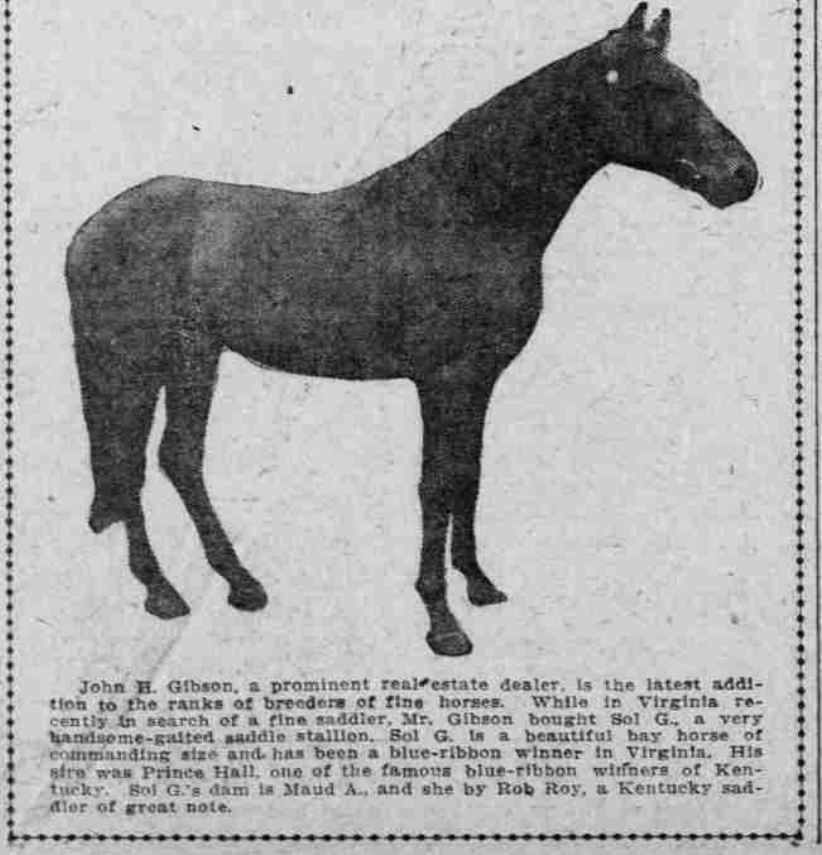 John H. Gibson, a prominent real estate dealer, is the latest addi-
tion to the ranks of breeders of fine horses. While in Virginia re-
cently in search of a fine saddler, Mr. Gibson bought Sol G., a very
handsome-gaited saddle stallion. Sol G. is a beautiful bay horse of
commanding size and has been a blue-ribbon winner in Virginia. His
sire was Prince Hall, one of the famous blue-ribbon winners of Ken-
tucky. Sol G.'s dam is Maud A., and she by Rob Roy, a Kentucky sad-
dler of great note.